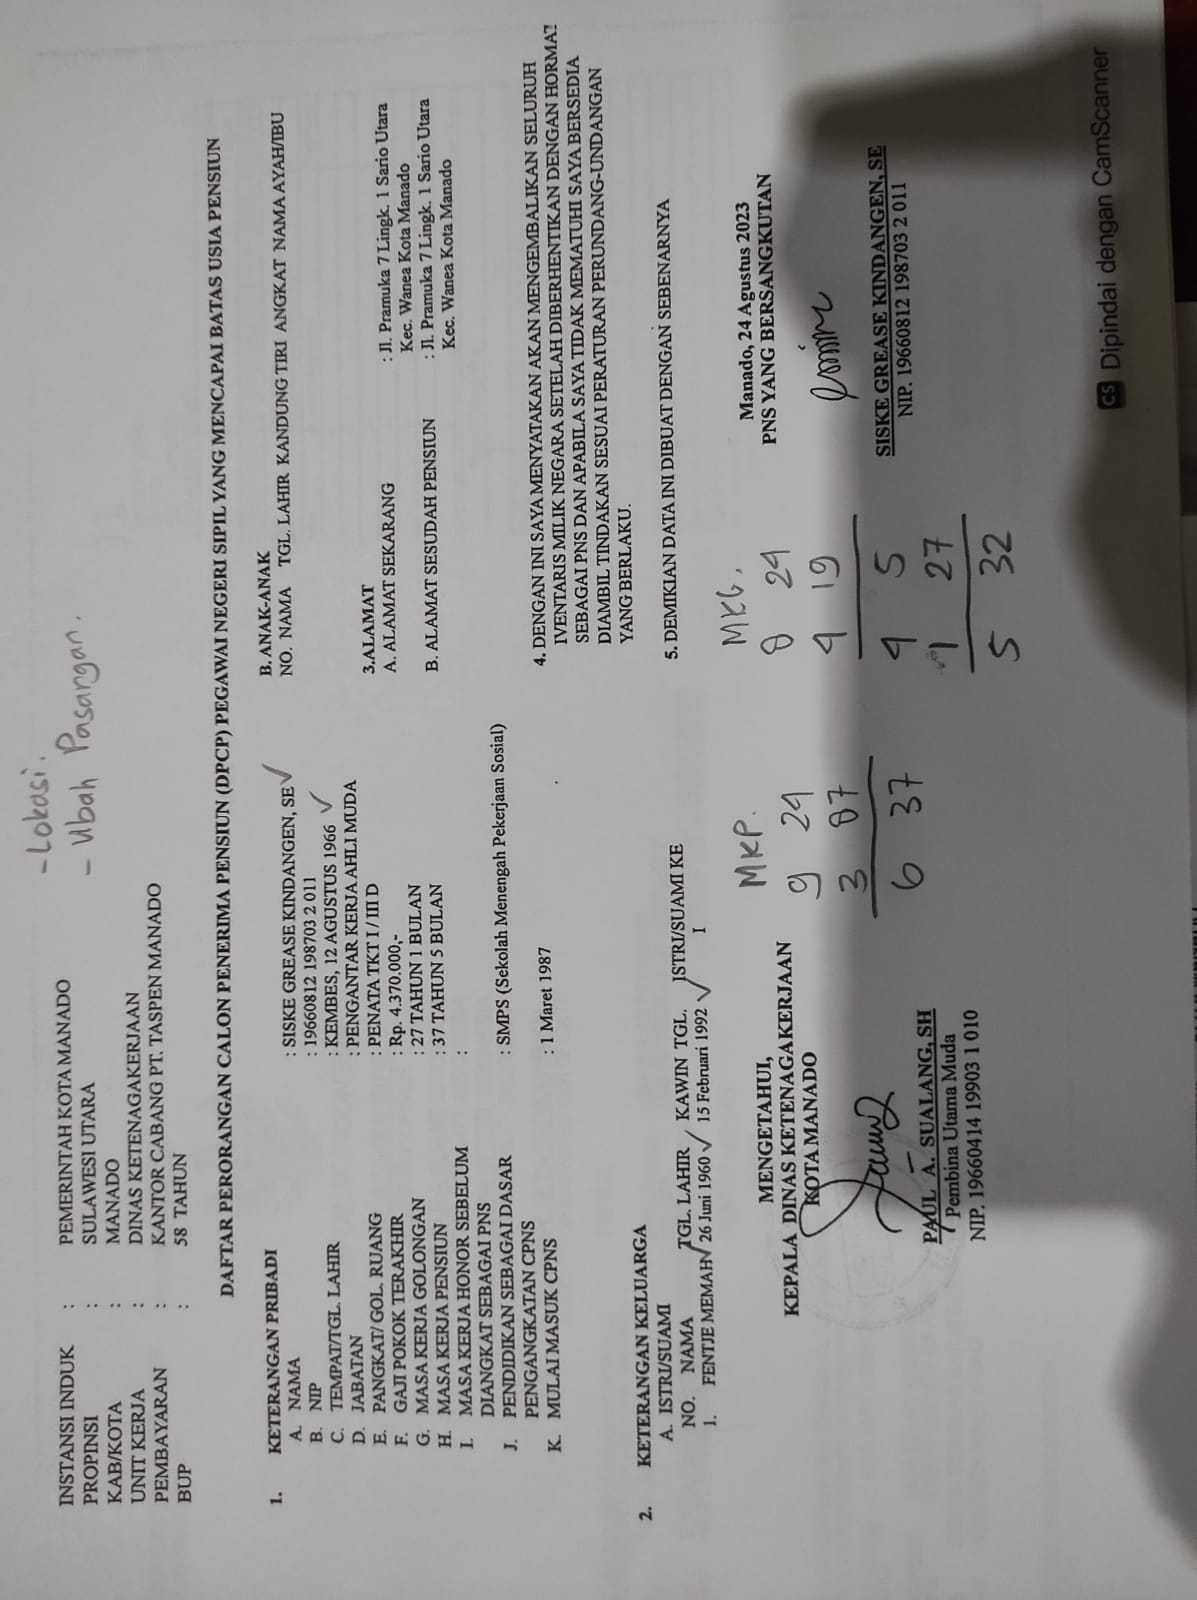 - Lokasi.
- Ubah Pasangan.
INSTANSI INDUK : PEMERINTAH KOTA MANADO
PROPINSI : SULAWESI UTARA
KAB/KOTA : MANADO
UNIT KERJA : DINAS KETENAGAKERJAAN
PEMBAYARAN : KANTOR CABANG PT. TASPEN MANADO
BUP : 58 TAHUN
DAFTAR PERORANGAN CALON PENERIMA PENSIUN (DPCP) PEGAWAI NEGERI SIPIL YANG MENCAPAI BATAS USIA PENSIUN
1. KETERANGAN PRIBADI
A. NAMA : SISKE GREASE KINDANGEN, SE ✓
B. NIP : 19660812 198703 2 011
C. TEMPAT/TGL. LAHIR : KEMBES, 12 AGUSTUS 1966 ✓
D. JABATAN : PENGANTAR KERJA AHLI MUDA
E. PANGKAT/ GOL. RUANG : PENATA TKT I / III D
F. GAJI POKOK TERAKHIR : Rp. 4.370.000,-
G. MASA KERJA GOLONGAN : 27 TAHUN 1 BULAN
H. MASA KERJA PENSIUN : 37 TAHUN 5 BULAN
I. MASA KERJA HONOR SEBELUM :
DIANGKAT SEBAGAI PNS
J. PENDIDIKAN SEBAGAI DASAR : SMPS (Sekolah Menengah Pekerjaan Sosial)
PENGANGKATAN CPNS
K. MULAI MASUK CPNS : 1 Maret 1987
2. KETERANGAN KELUARGA
A. ISTRI/SUAMI
NO. NAMA TGL. LAHIR KAWIN TGL. ISTRI/SUAMI KE
1. FENTJE MEMAH ✓ 26 Juni 1960 ✓ 15 Februari 1992 ✓ I
B. ANAK-ANAK
NO. NAMA TGL. LAHIR KANDUNG TIRI ANGKAT NAMA AYAH/IBU
3.ALAMAT
A. ALAMAT SEKARANG : Jl. Pramuka 7 Lingk. 1 Sario Utara
Kec. Wanea Kota Manado
B. ALAMAT SESUDAH PENSIUN : Jl. Pramuka 7 Lingk. 1 Sario Utara
Kec. Wanea Kota Manado
4. DENGAN INI SAYA MENYATAKAN AKAN MENGEMBALIKAN SELURUH
IVENTARIS MILIK NEGARA SETELAH DIBERHENTIKAN DENGAN HORMAT
SEBAGAI PNS DAN APABILA SAYA TIDAK MEMATUHI SAYA BERSEDIA
DIAMBIL TINDAKAN SESUAI PERATURAN PERUNDANG-UNDANGAN
YANG BERLAKU.
5. DEMIKIAN DATA INI DIBUAT DENGAN SEBENARNYA
MENGETAHUI,
KEPALA DINAS KETENAGAKERJAAN
KOTA MANADO
PAUL A. SUALANG, SH
Pembina Utama Muda
NIP. 19660414 19903 1 010
MKP.
9 24
3 87
6 37
MKG.
8 24
4 19
4 5
1 27
5 32
Manado, 24 Agustus 2023
PNS YANG BERSANGKUTAN
SISKE GREASE KINDANGEN, SE
NIP. 19660812 198703 2 011
CS Dipindai dengan CamScanner